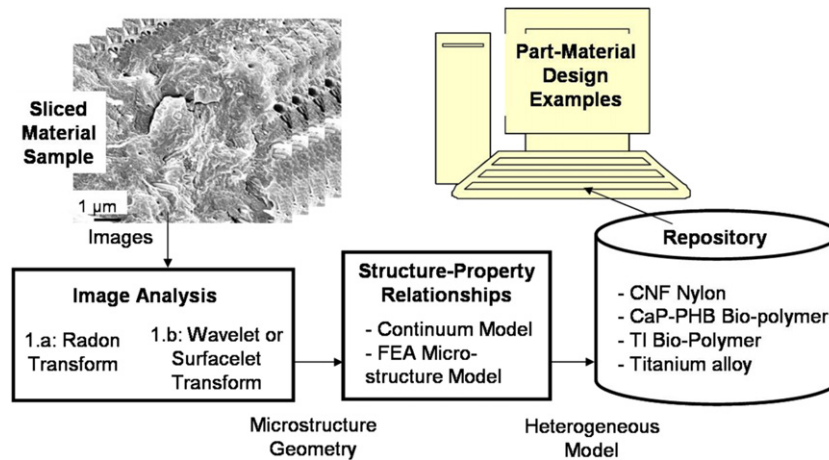 Sliced
Material
Sample
1 µm
Images
Part-Material
Design
Examples
Image Analysis
1.a: Radon
Transform
1.b: Wavelet or
Surfacelet
Transform
Structure-Property
Relationships
- Continuum Model
- FEA Micro-
structure Model
Repository
- CNF Nylon
- CaP-PHB Bio-polymer
- TI Bio-Polymer
- Titanium alloy
Microstructure
Geometry
Heterogeneous
Model